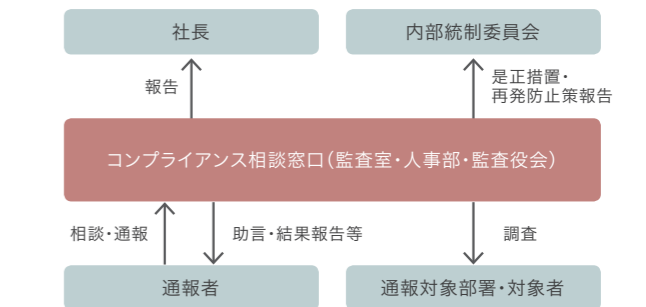 社長
内部統制委員会
報告
是正措置・
再発防止策報告
コンプライアンス相談窓口（監査室・人事部・監査役会）
相談・通報
助言・結果報告等
調査
通報者
通報対象部署・対象者